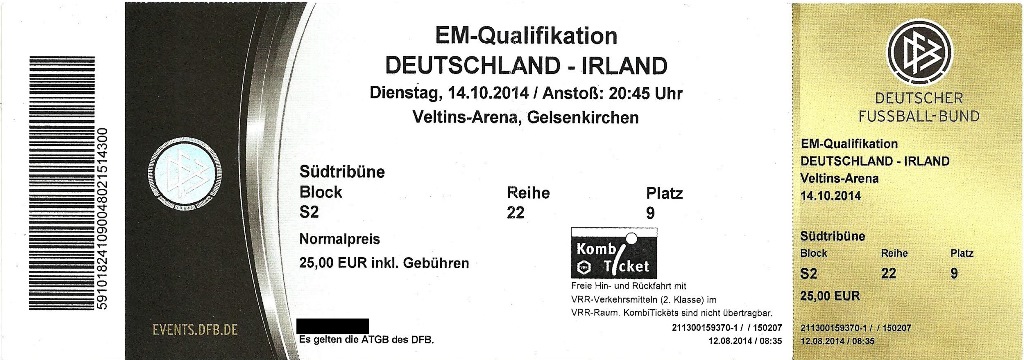 5910182410900480215 14300
EVENTS.DFB.DE
EM-Qualifikation
DEUTSCHLAND - IRLAND
Dienstag, 14.10.2014 / Anstoß: 20:45 Uhr
Veltins-Arena, Gelsenkirchen
Südtribüne
Block Reihe Platz
S2 22 9
Normalpreis
25,00 EUR inkl. Gebühren
Kombi
Ticket
Freie Hin- und Rückfahrt mit
VRR-Verkehrsmitteln (2. Klasse) im
VRR-Raum. KombiTickets sind nicht übertragbar.
Es gelten die ATGB des DFB.
211300159370-1 / / 150207
12.08.2014 / 08:35
DFB
DEUTSCHER
FUSSBALL-BUND
EM-Qualifikation
DEUTSCHLAND - IRLAND
Veltins-Arena
14.10.2014
Südtribüne
Block Reihe Platz
S2 22 9
25,00 EUR
211300159370-1 / / 150207
12.08.2014 / 08:35